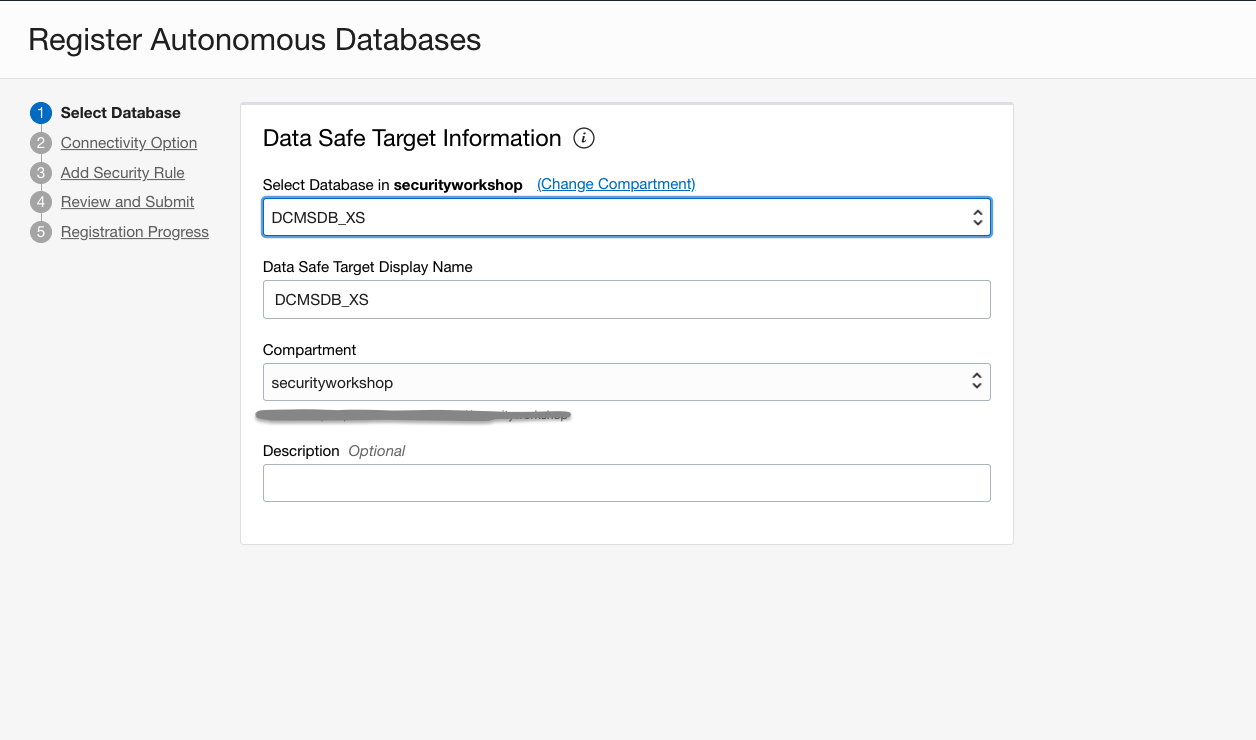 Register Autonomous Databases
1 Select Database
2 Connectivity Option
3 Add Security Rule
4 Review and Submit
5 Registration Progress
Data Safe Target Information i
Select Database in securityworkshop (Change Compartment)
DCMSDB_XS
Data Safe Target Display Name
DCMSDB_XS
Compartment
securityworkshop
Description Optional